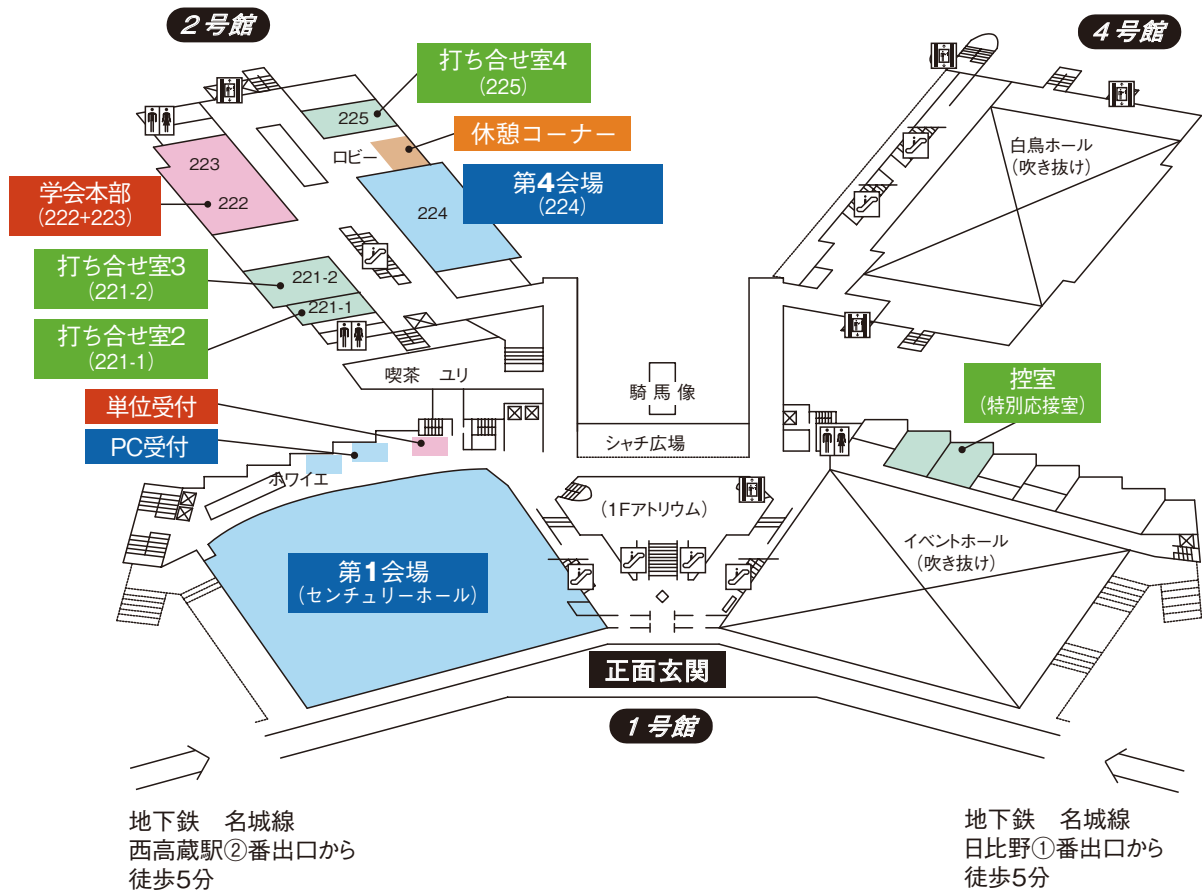 2号館
4号館
打ち合せ室4
(225)
225
休憩コーナー
ロビー
白鳥ホール
(吹き抜け)
223
学会本部
(222+223)
222
第4会場
(224)
224
打ち合せ室3
(221-2)
221-2
221-1
打ち合せ室2
(221-1)
喫茶 ユリ
騎馬像
控室
(特別応接室)
単位受付
PC受付
シャチ広場
ホワイエ
(1Fアトリウム)
イベントホール
(吹き抜け)
第1会場
(センチュリーホール)
正面玄関
1号館
地下鉄 名城線
西高蔵駅②番出口から
徒歩5分
地下鉄 名城線
日比野①番出口から
徒歩5分